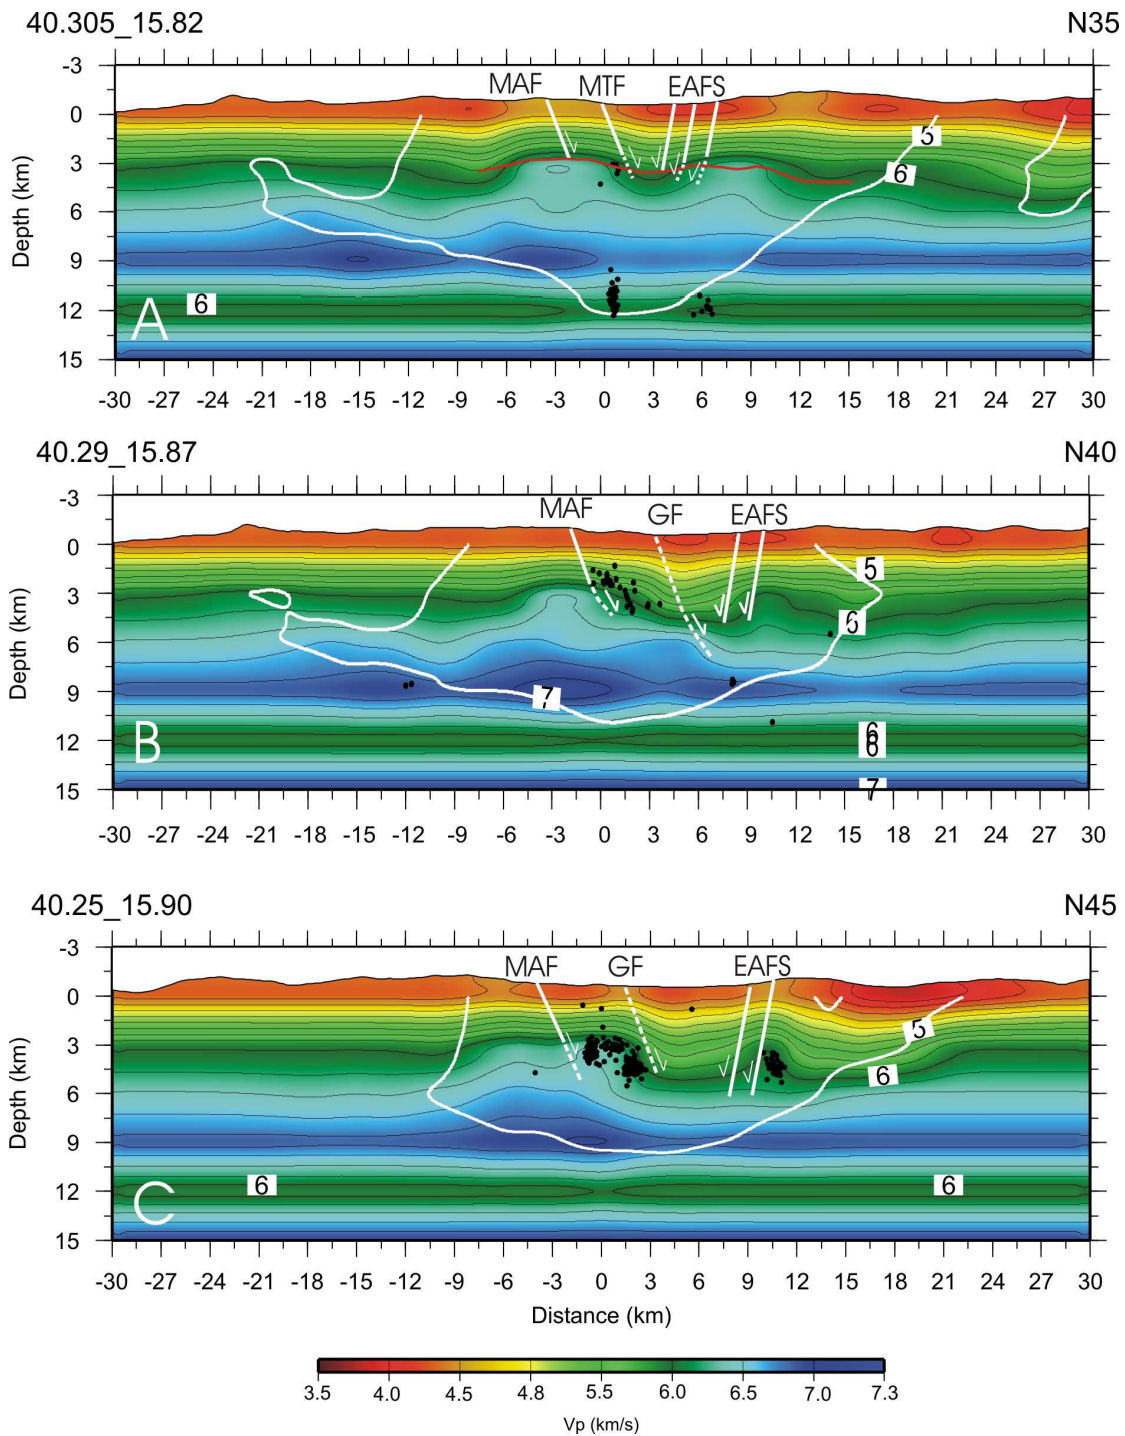 40.305_15.82 N35
MAF MTF EAFS
-3
0
3
6
9
12
15
Depth (km)
5
6
6
A
-30 -27 -24 -21 -18 -15 -12 -9 -6 -3 0 3 6 9 12 15 18 21 24 27 30
40.29_15.87 N40
MAF GF EAFS
-3
0
3
6
9
12
15
Depth (km)
5
6
7
6
6
7
B
-30 -27 -24 -21 -18 -15 -12 -9 -6 -3 0 3 6 9 12 15 18 21 24 27 30
40.25_15.90 N45
MAF GF EAFS
-3
0
3
6
9
12
15
Depth (km)
5
6
6 6
C
-30 -27 -24 -21 -18 -15 -12 -9 -6 -3 0 3 6 9 12 15 18 21 24 27 30
Distance (km)
3.5 4.0 4.5 4.8 5.5 6.0 6.5 7.0 7.3
Vp (km/s)